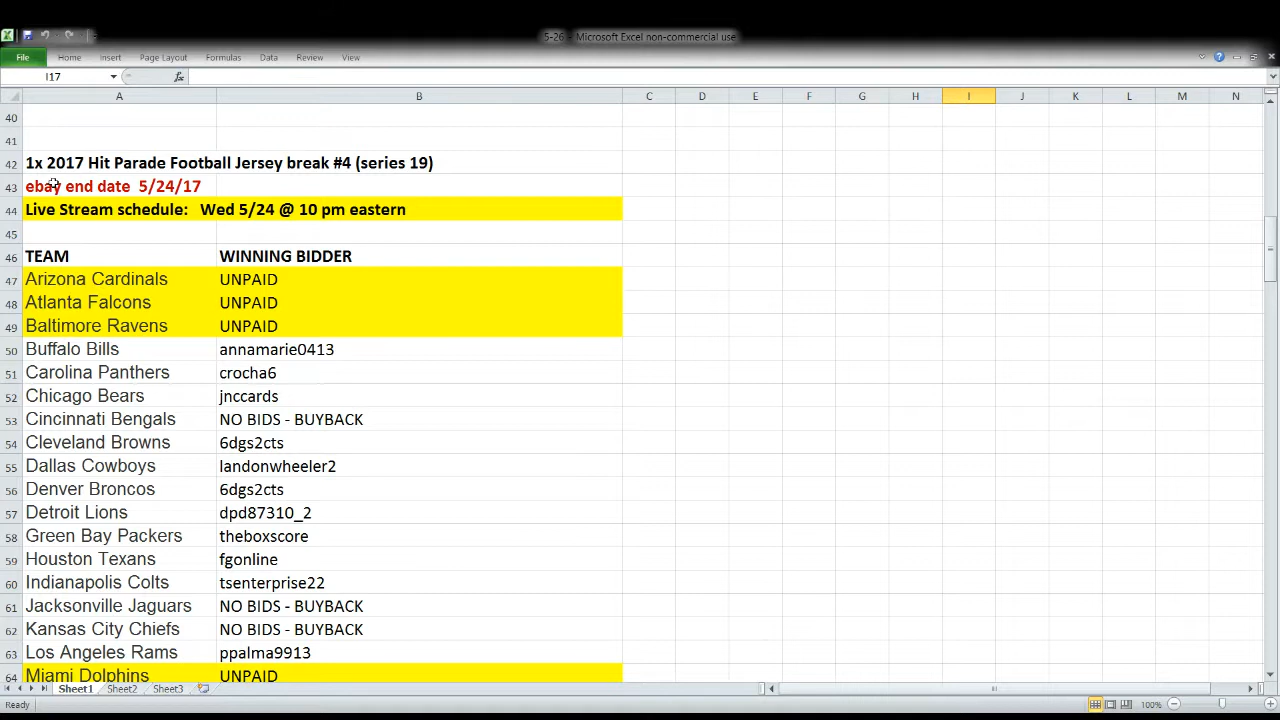 5-26 - Microsoft Excel non-commercial use
File Home Insert Page Layout Formulas Data Review View
I17 fx
A B C D E F G H I J K L M N
40
41
42 1x 2017 Hit Parade Football Jersey break #4 (series 19)
43 ebay end date 5/24/17
44 Live Stream schedule: Wed 5/24 @ 10 pm eastern
45
46 TEAM WINNING BIDDER
47 Arizona Cardinals UNPAID
48 Atlanta Falcons UNPAID
49 Baltimore Ravens UNPAID
50 Buffalo Bills annamarie0413
51 Carolina Panthers crocha6
52 Chicago Bears jnccards
53 Cincinnati Bengals NO BIDS - BUYBACK
54 Cleveland Browns 6dgs2cts
55 Dallas Cowboys landonwheeler2
56 Denver Broncos 6dgs2cts
57 Detroit Lions dpd87310_2
58 Green Bay Packers theboxscore
59 Houston Texans fgonline
60 Indianapolis Colts tsenterprise22
61 Jacksonville Jaguars NO BIDS - BUYBACK
62 Kansas City Chiefs NO BIDS - BUYBACK
63 Los Angeles Rams ppalma9913
64 Miami Dolphins UNPAID
Sheet1 Sheet2 Sheet3
Ready 100%